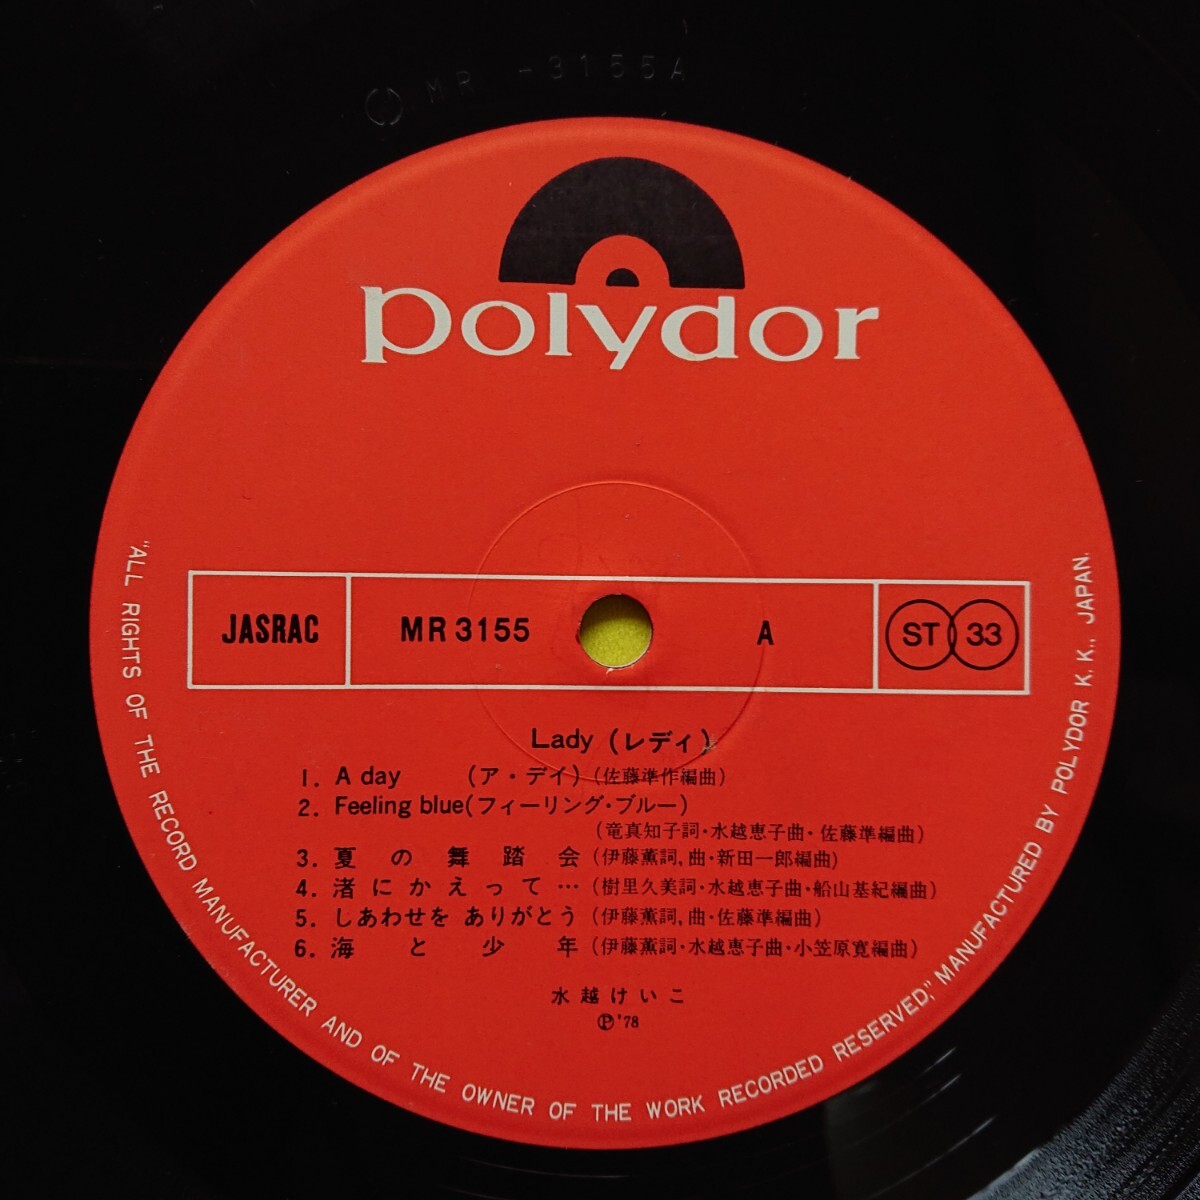 MR-3155A
polydor
JASRAC MR 3155 A ST 33
Lady (レディ)
1. A day (ア・デイ) (佐藤準作編曲)
2. Feeling blue (フィーリング・ブルー)
(竜真知子詞・水越恵子曲・佐藤準編曲)
3. 夏の舞踏会 (伊藤薫詞,曲・新田一郎編曲)
4. 渚にかえって… (樹里久美詞・水越恵子曲・船山基紀編曲)
5. しあわせを ありがとう (伊藤薫詞,曲・佐藤準編曲)
6. 海と少年 (伊藤薫詞・水越恵子曲・小笠原寛編曲)
水越けいこ
Ⓟ'78
"ALL RIGHTS OF THE RECORD MANUFACTURER AND OF THE OWNER OF THE WORK RECORDED RESERVED," MANUFACTURED BY POLYDOR K.K., JAPAN.